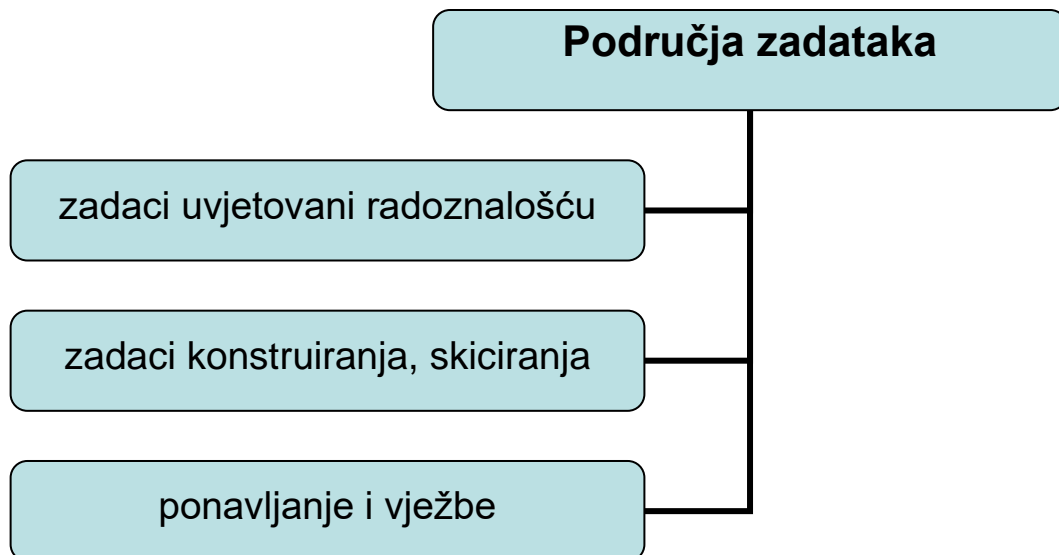 Područja zadataka
zadaci uvjetovani radoznalošću
zadaci konstruiranja, skiciranja
ponavljanje i vježbe